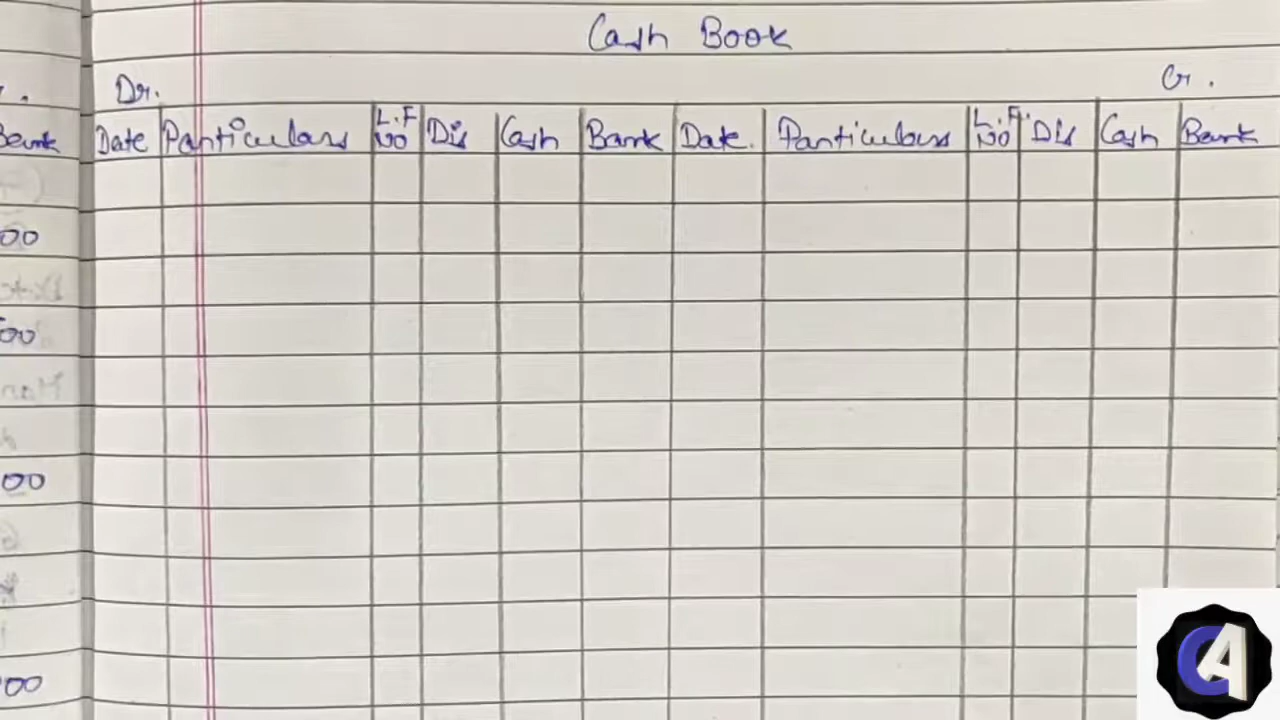 Cash Book
Dr. Cr.
Bank Date Particulars L.F No Dis Cash Bank Date. Particulars L.F. No Dis Cash Bank
00
00
00
00
CA